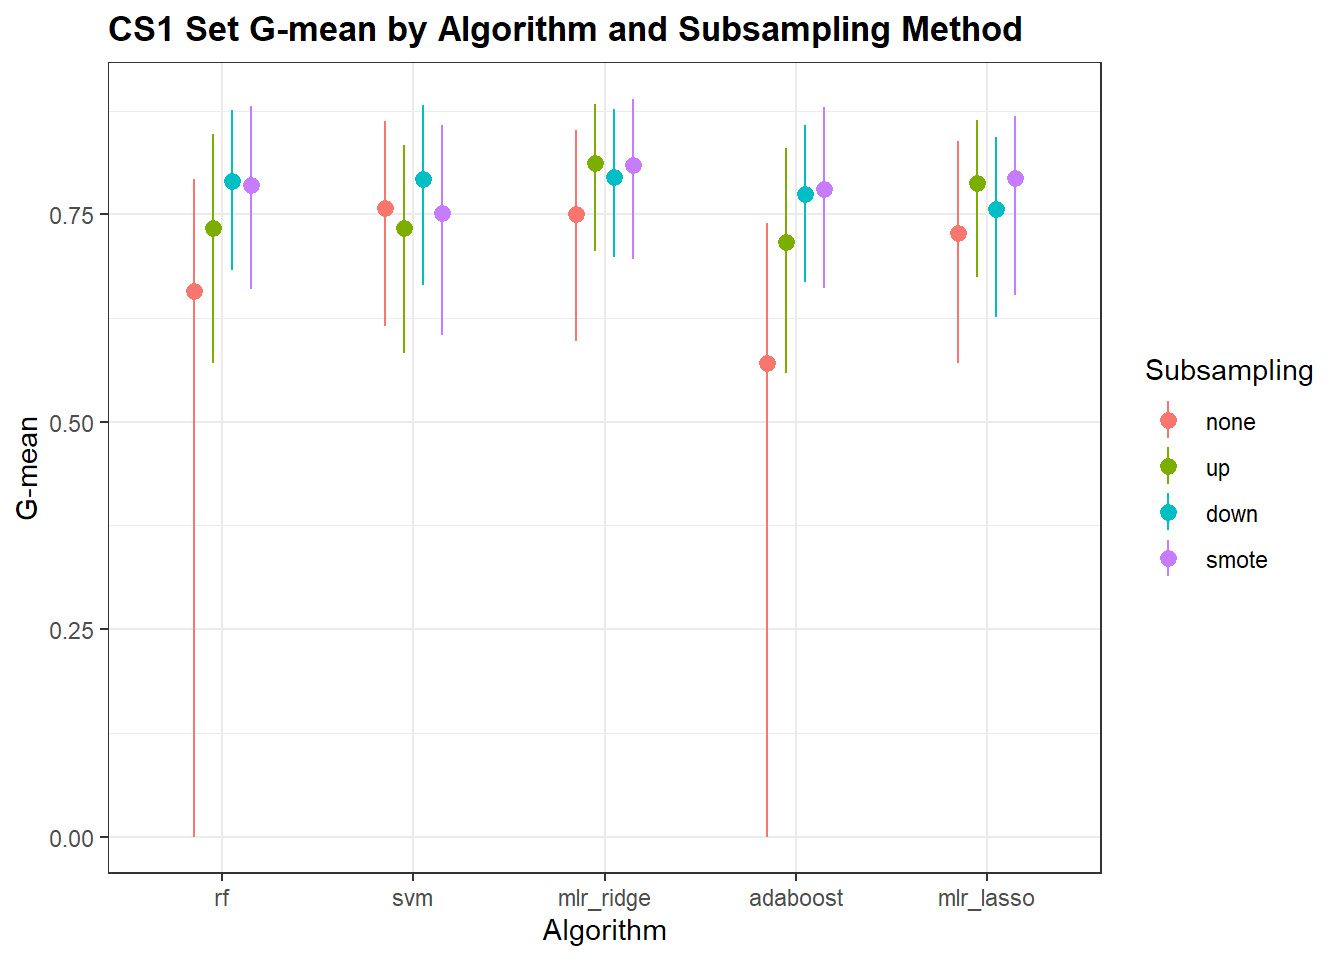 CS1 Set G-mean by Algorithm and Subsampling Method
G-mean
0.75
0.50
0.25
0.00
rf svm mlr_ridge adaboost mlr_lasso
Algorithm
Subsampling
none
up
down
smote